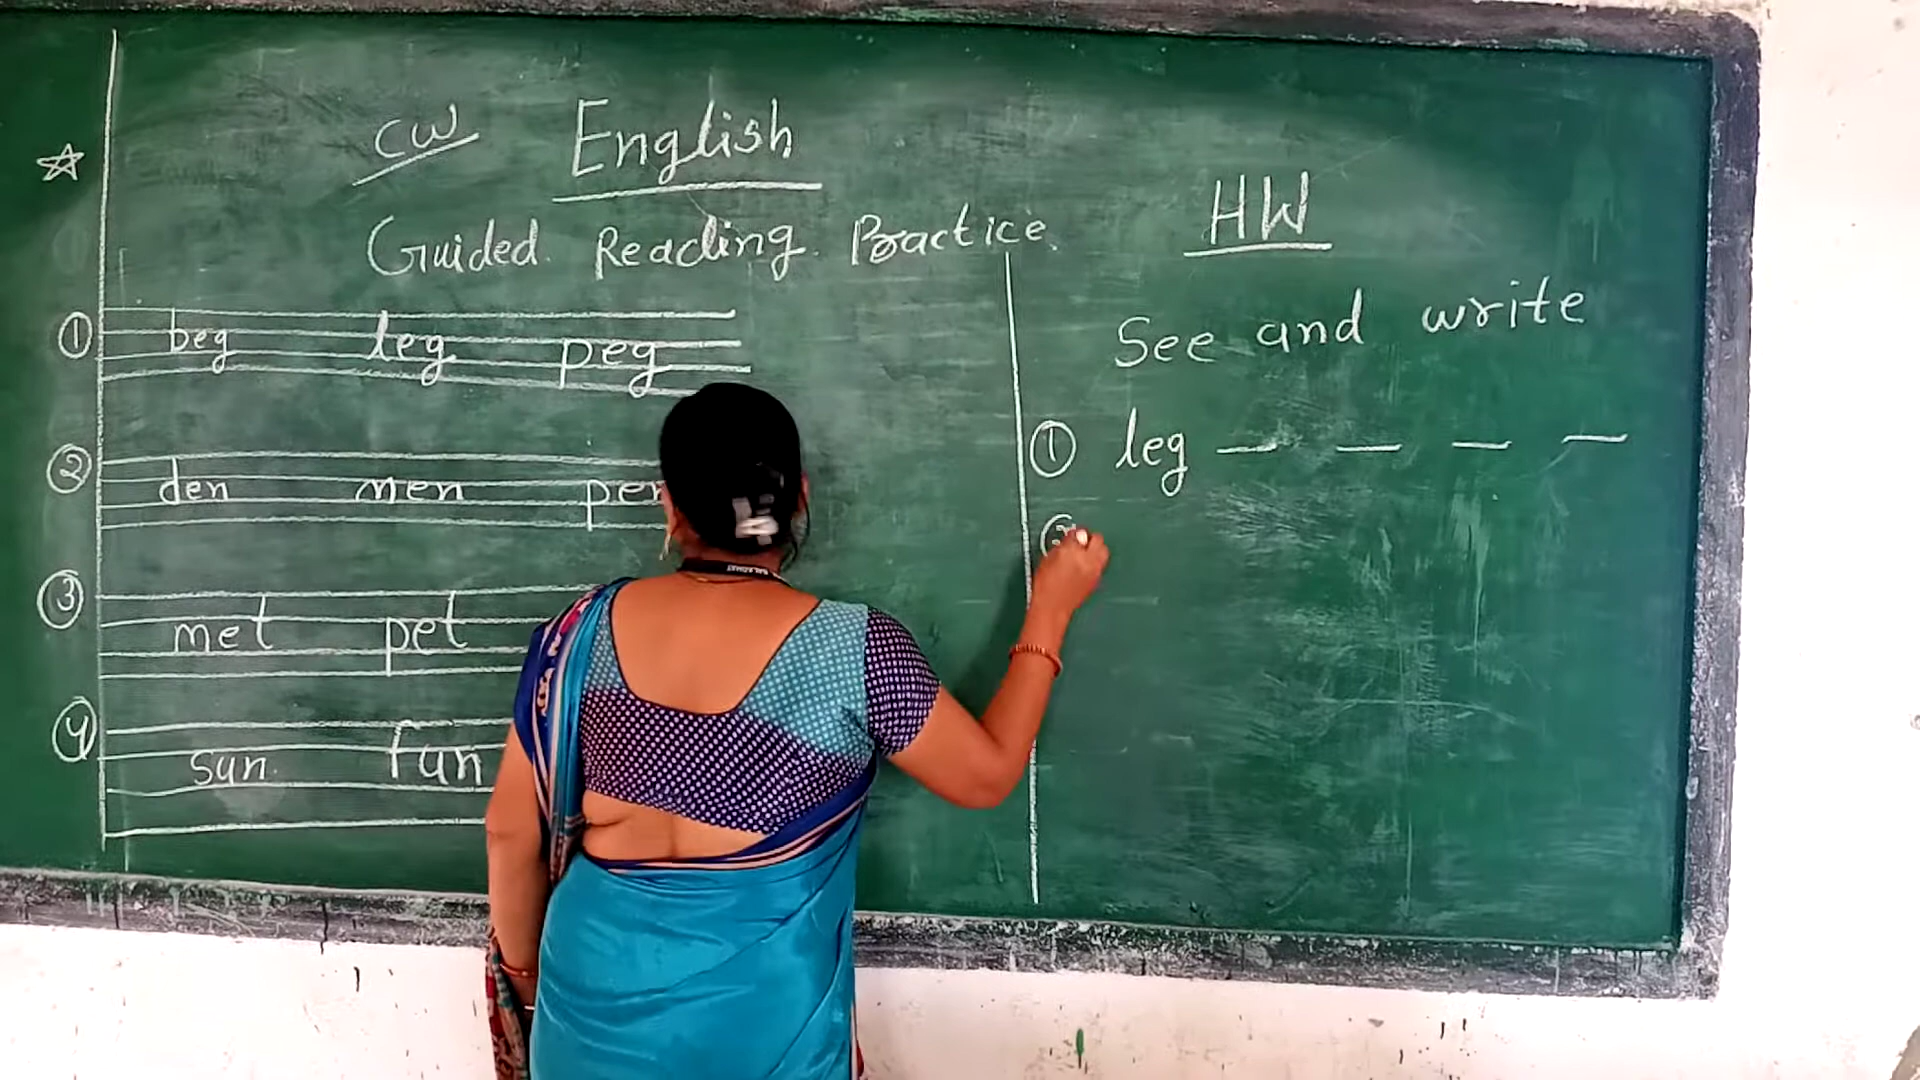 CW English
Guided Reading Practice.
① beg leg peg
② den men
③ met pet
④ sun fun
HW
See and write
① leg — — — —
②